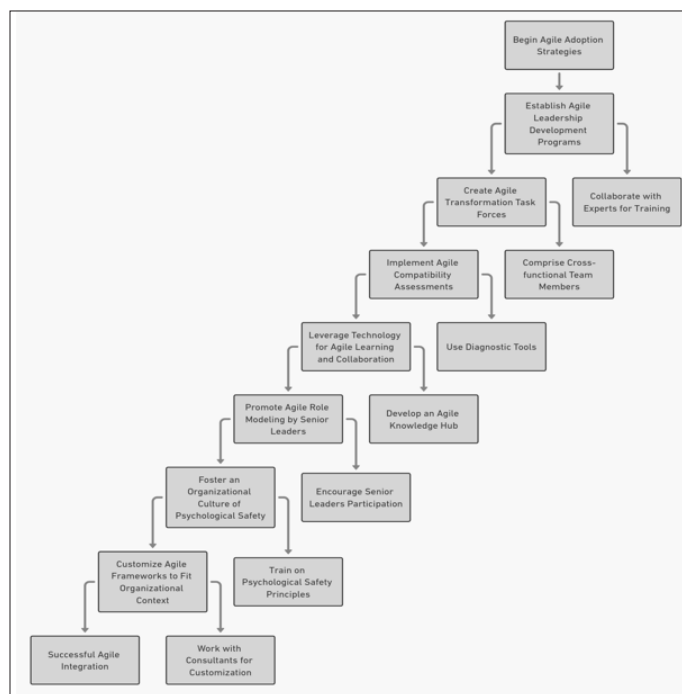 Begin Agile Adoption
Strategies
Establish Agile
Leadership
Development
Programs
Create Agile
Transformation Task
Forces
Collaborate with
Experts for Training
Implement Agile
Compatibility
Assessments
Comprise Cross-
functional Team
Members
Leverage Technology
for Agile Learning
and Collaboration
Use Diagnostic Tools
Promote Agile Role
Modeling by Senior
Leaders
Develop an Agile
Knowledge Hub
Foster an
Organizational
Culture of
Psychological Safety
Encourage Senior
Leaders Participation
Customize Agile
Frameworks to Fit
Organizational
Context
Train on
Psychological Safety
Principles
Successful Agile
Integration
Work with
Consultants for
Customization